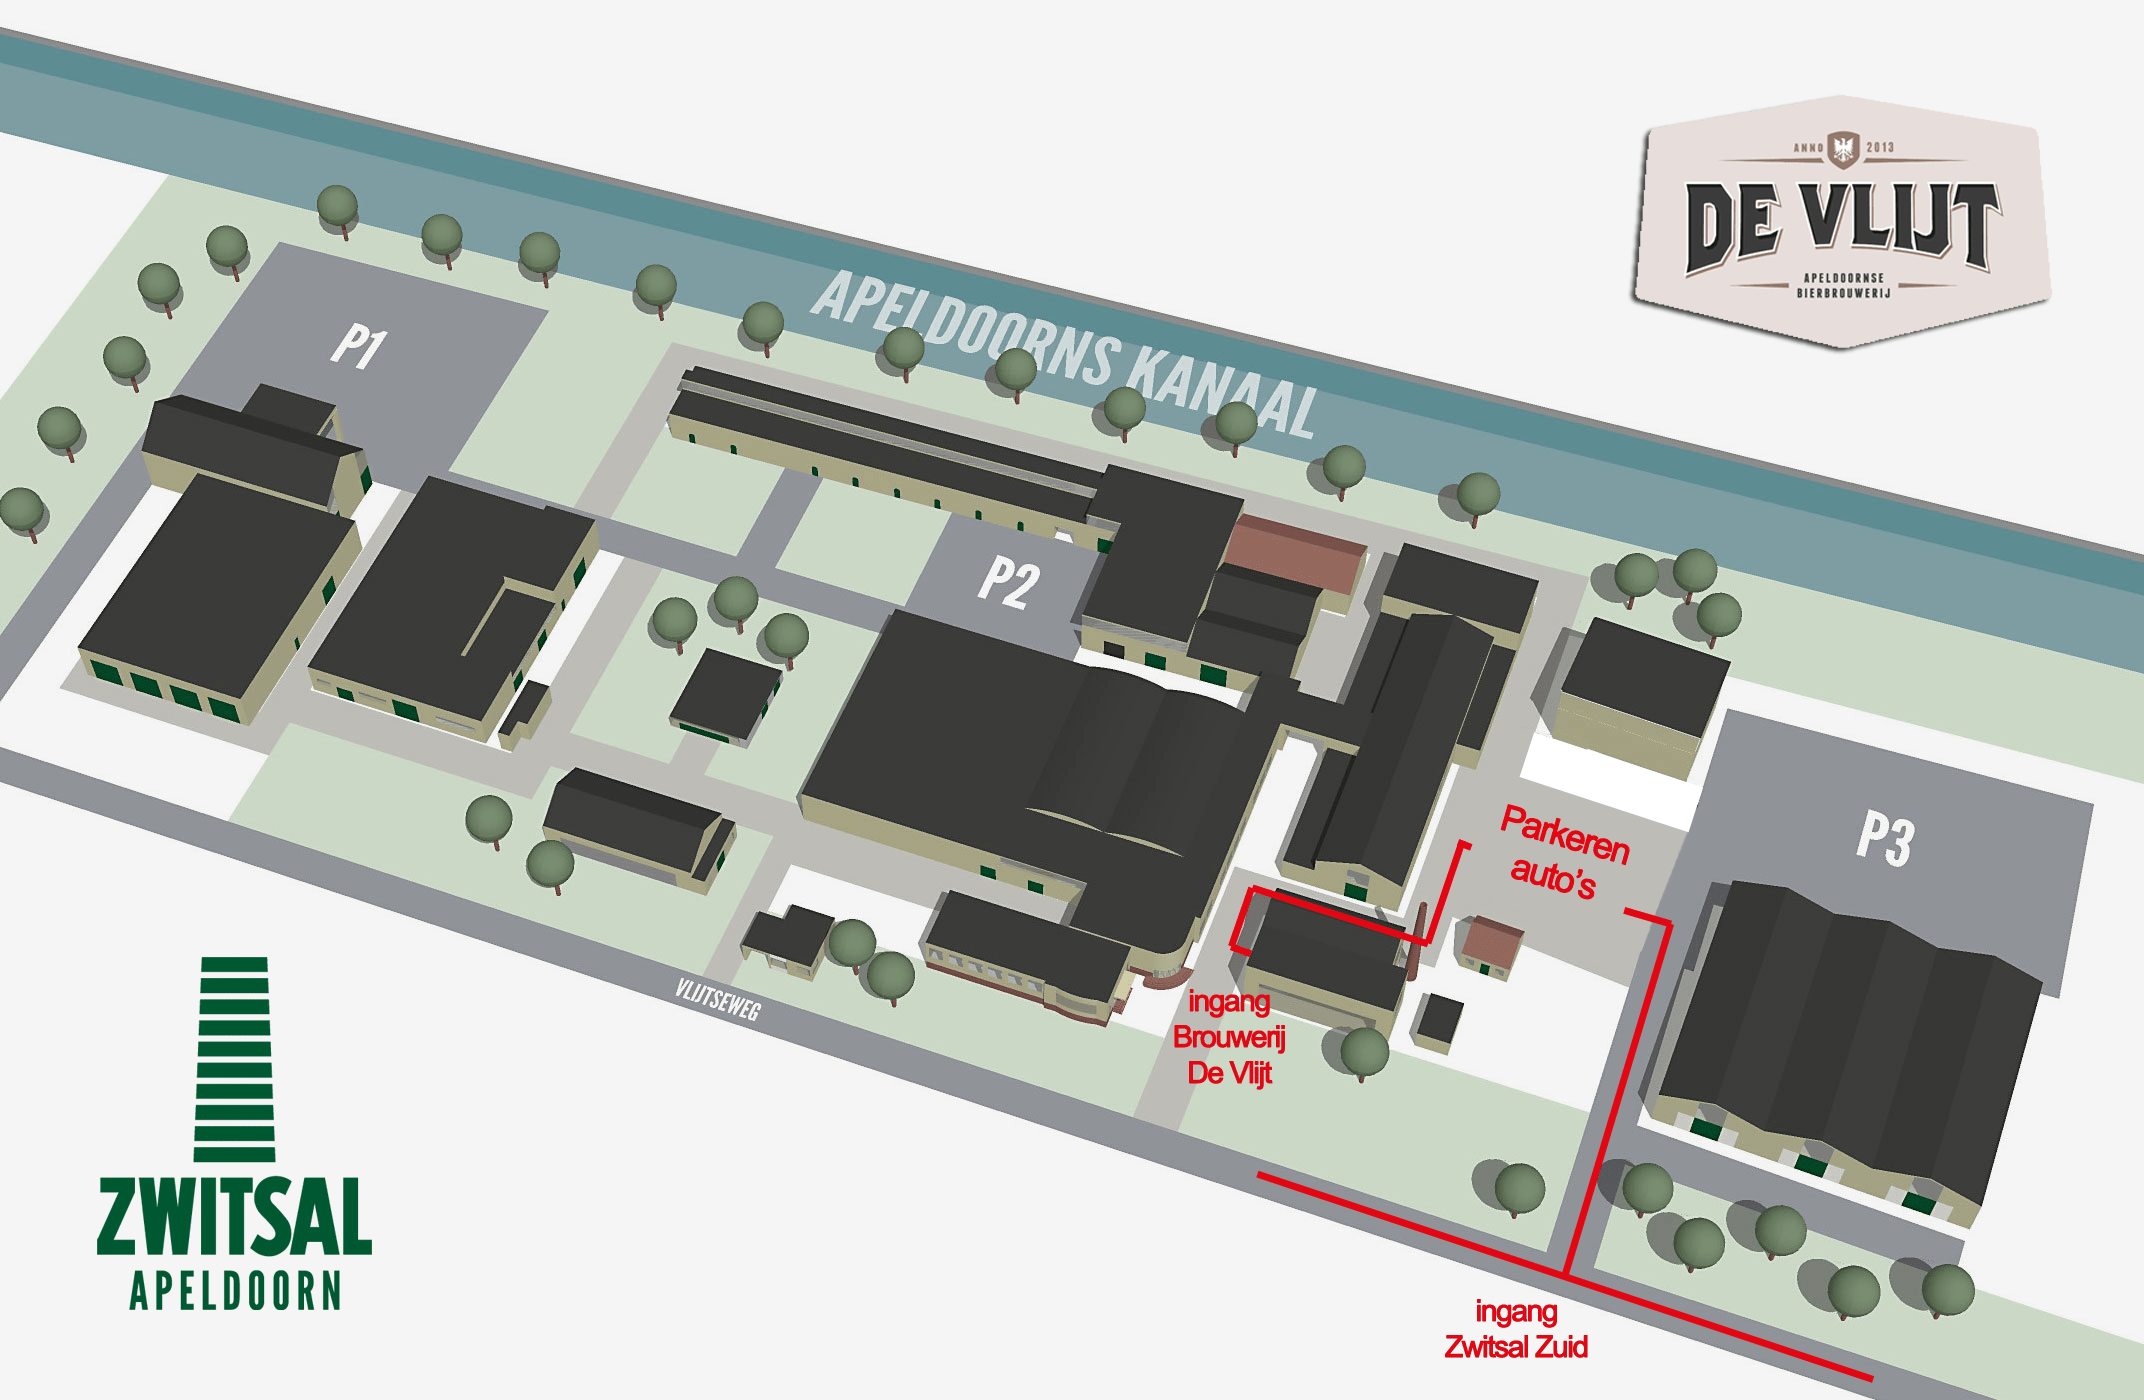 ANNO 2013
DE VLIJT
APELDOORNSE
BIERBROUWERIJ
APELDOORNS KANAAL
P1
P2
P3
Parkeren
auto's
ingang
Brouwerij
De Vlijt
VLIJTSEWEG
ZWITSAL
APELDOORN
ingang
Zwitsal Zuid